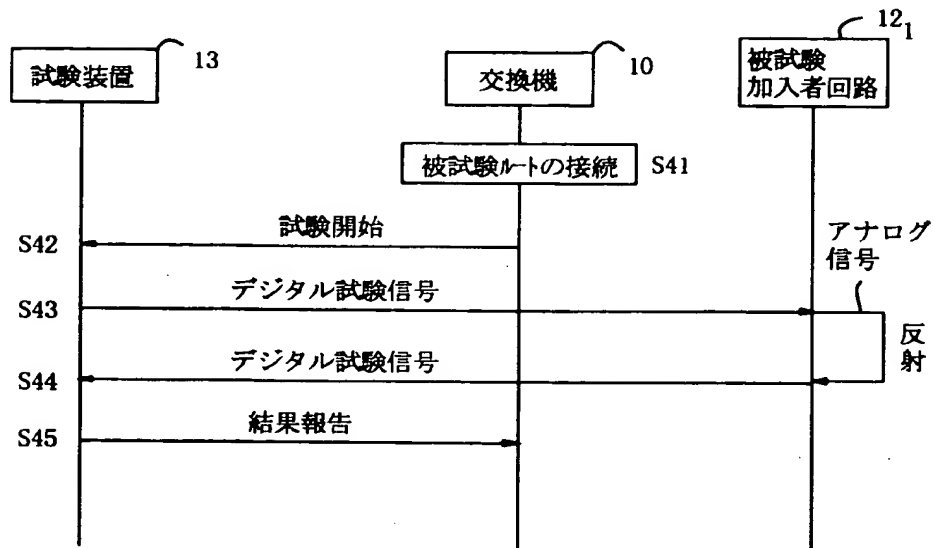 試験装置
13
交換機
10
被試験
加入者回路
12₁
被試験ルートの接続
S41
試験開始
S42
アナログ
信号
デジタル試験信号
S43
反
射
デジタル試験信号
S44
結果報告
S45